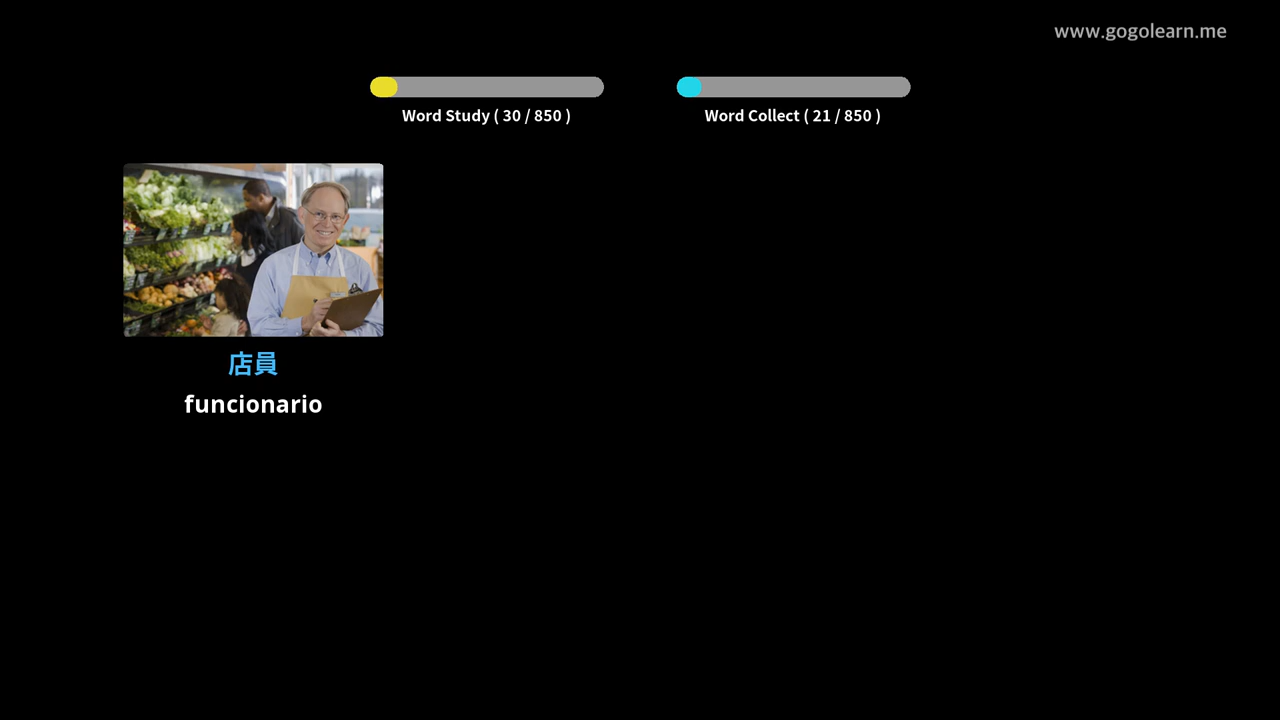 www.gogolearn.me
Word Study ( 30 / 850 )
Word Collect ( 21 / 850 )
店員
funcionario